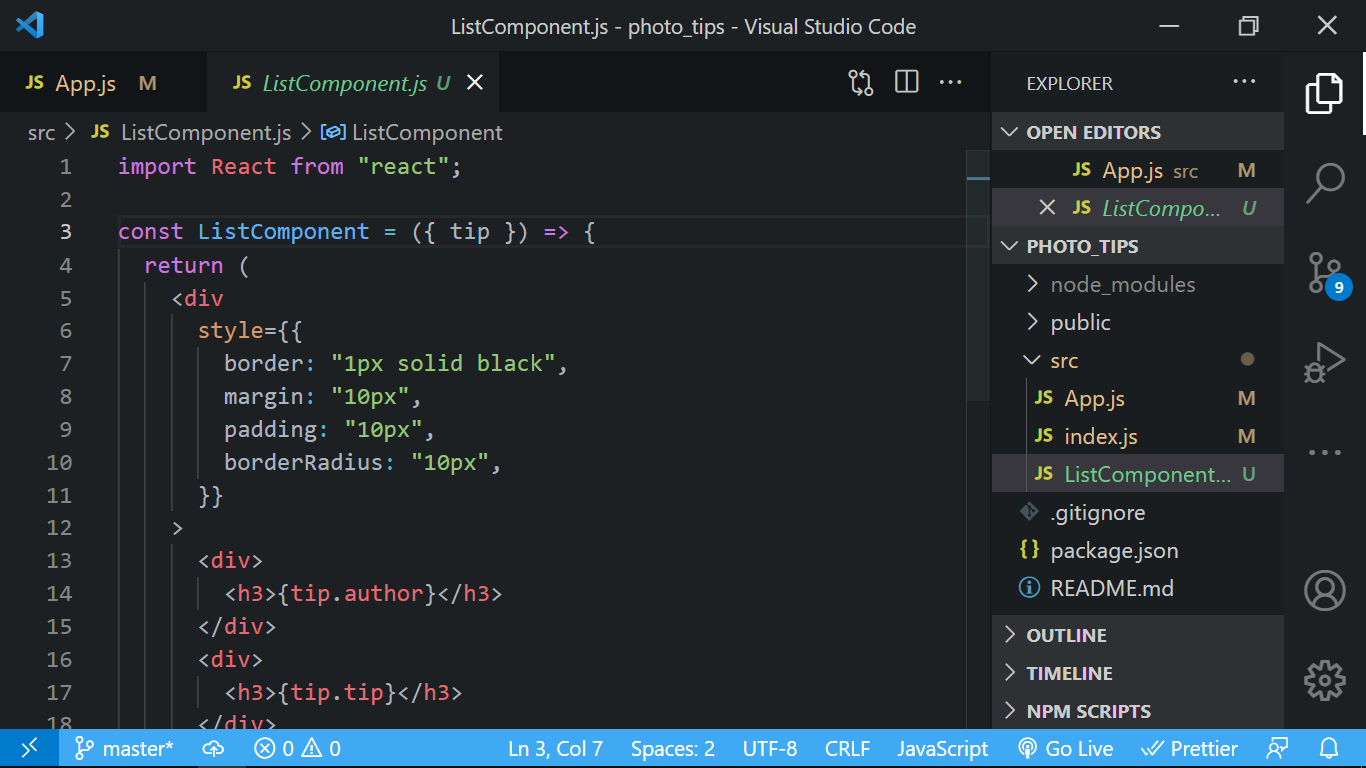 ListComponent.js - photo_tips - Visual Studio Code
JS App.js M
JS ListComponent.js U
src > JS ListComponent.js > ListComponent
1 import React from "react";
2
3 const ListComponent = ({ tip }) => {
4 return (
5 <div
6 style={{
7 border: "1px solid black",
8 margin: "10px",
9 padding: "10px",
10 borderRadius: "10px",
11 }}
12 >
13 <div>
14 <h3>{tip.author}</h3>
15 </div>
16 <div>
17 <h3>{tip.tip}</h3>
18 </div>
EXPLORER
OPEN EDITORS
JS App.js src M
JS ListCompo... U
PHOTO_TIPS
node_modules
public
src
JS App.js M
JS index.js M
JS ListComponent... U
.gitignore
{} package.json
README.md
OUTLINE
TIMELINE
NPM SCRIPTS
9
master* 0 0 Ln 3, Col 7 Spaces: 2 UTF-8 CRLF JavaScript Go Live Prettier